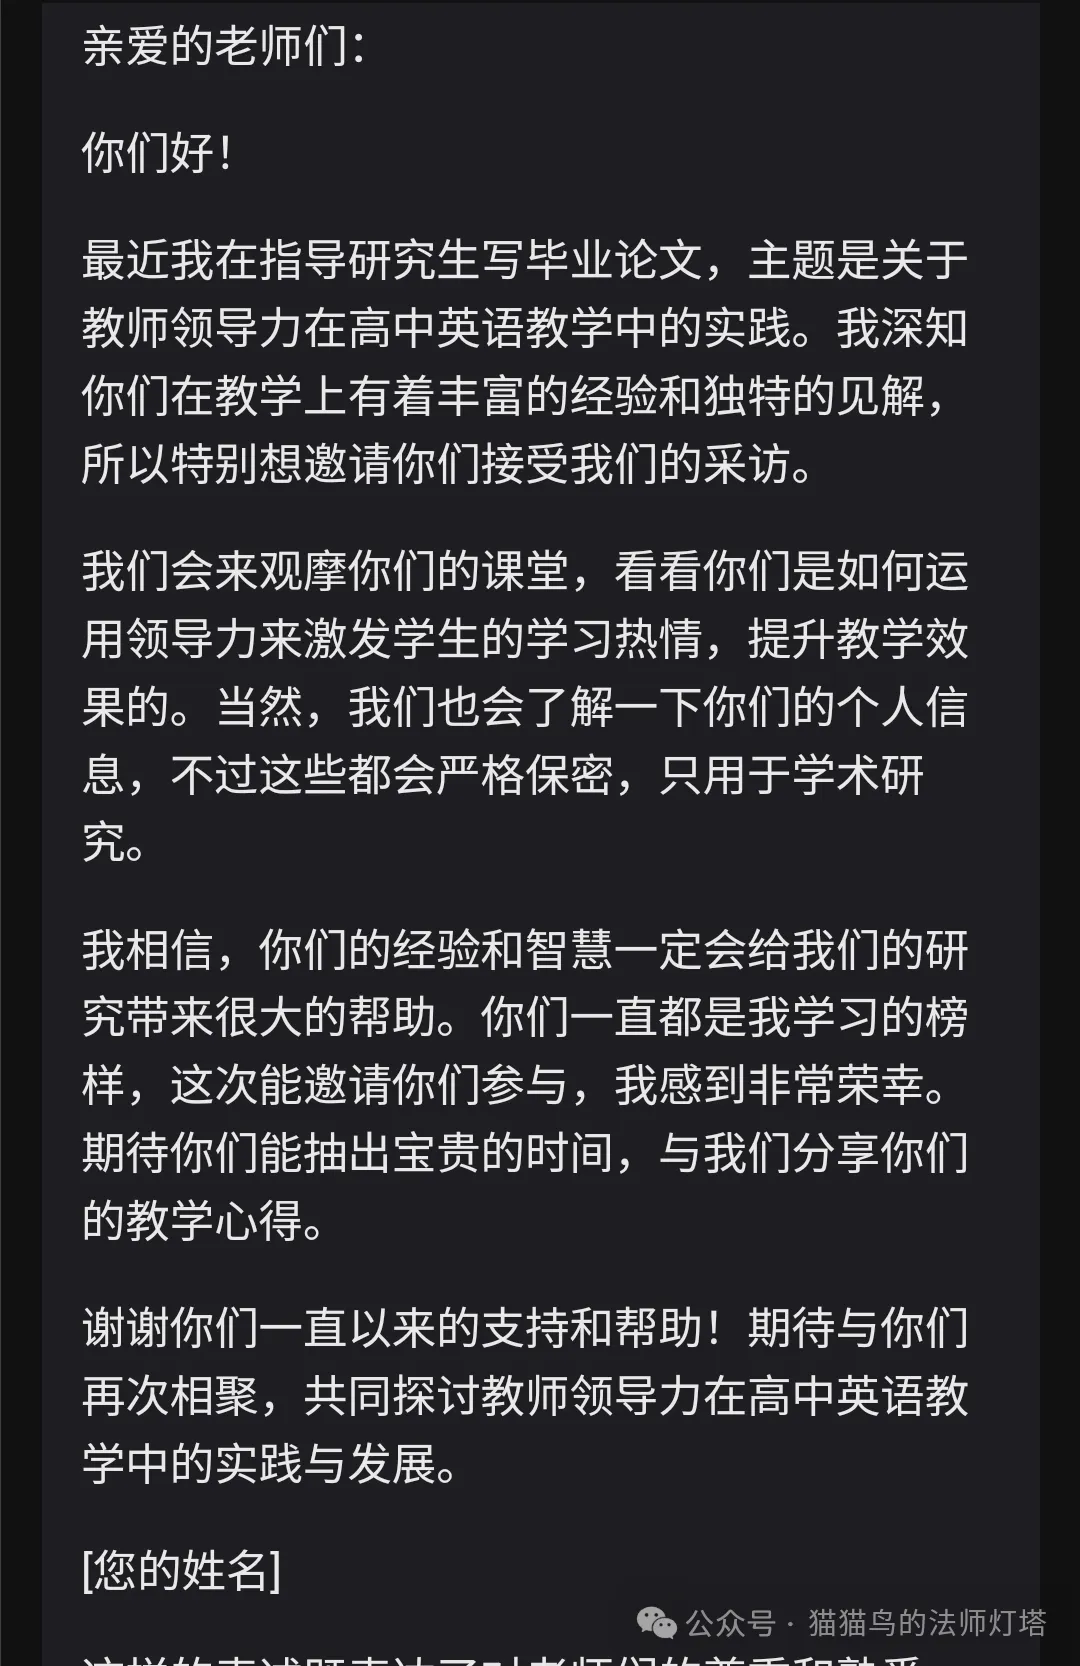 亲爱的老师们：
你们好！
最近我在指导研究生写毕业论文，主题是关于
教师领导力在高中英语教学中的实践。我深知
你们在教学上有着丰富的经验和独特的见解，
所以特别想邀请你们接受我们的采访。
我们会来观摩你们的课堂，看看你们是如何运
用领导力来激发学生的学习热情，提升教学效
果的。当然，我们也会了解一下你们的个人信
息，不过这些都会严格保密，只用于学术研
究。
我相信，你们的经验和智慧一定会给我们的研
究带来很大的帮助。你们一直都是我学习的榜
样，这次能邀请你们参与，我感到非常荣幸。
期待你们能抽出宝贵的时间，与我们分享你们
的教学心得。
谢谢你们一直以来的支持和帮助！期待与你们
再次相聚，共同探讨教师领导力在高中英语教
学中的实践与发展。
[您的姓名]
公众号 · 猫猫鸟的法师灯塔